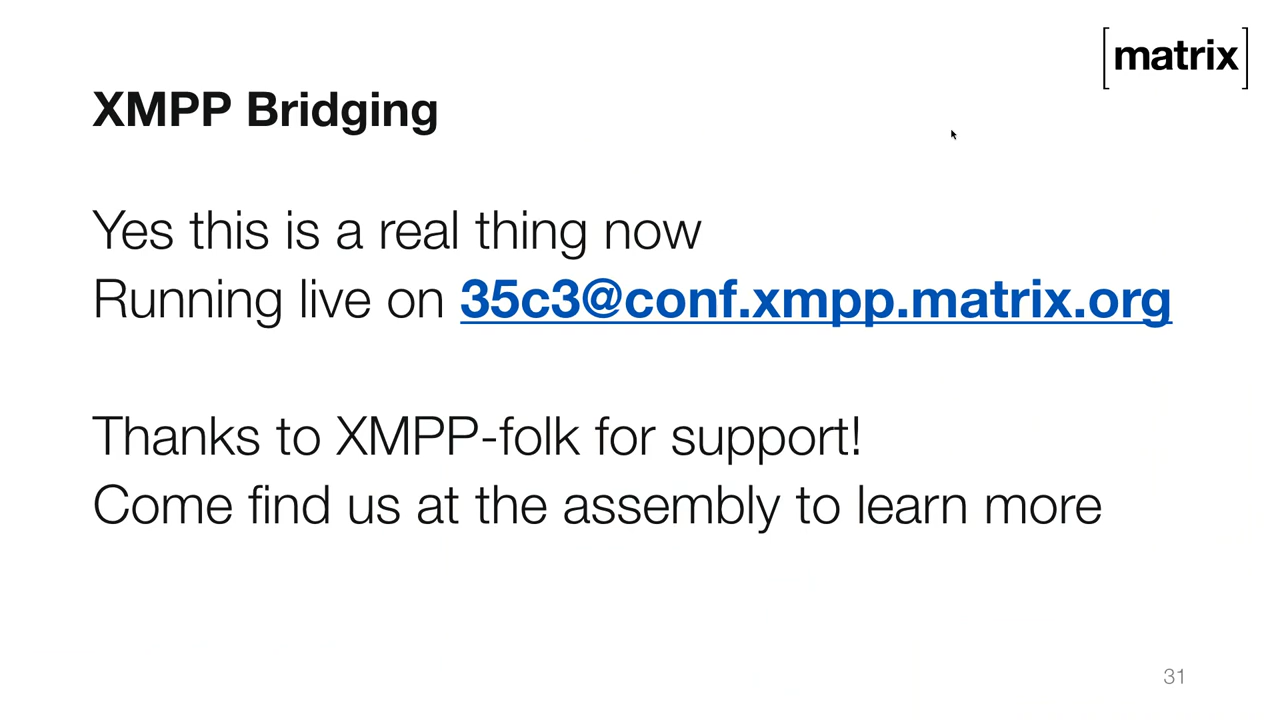 [matrix]
XMPP Bridging
Yes this is a real thing now
Running live on 35c3@conf.xmpp.matrix.org
Thanks to XMPP-folk for support!
Come find us at the assembly to learn more
31